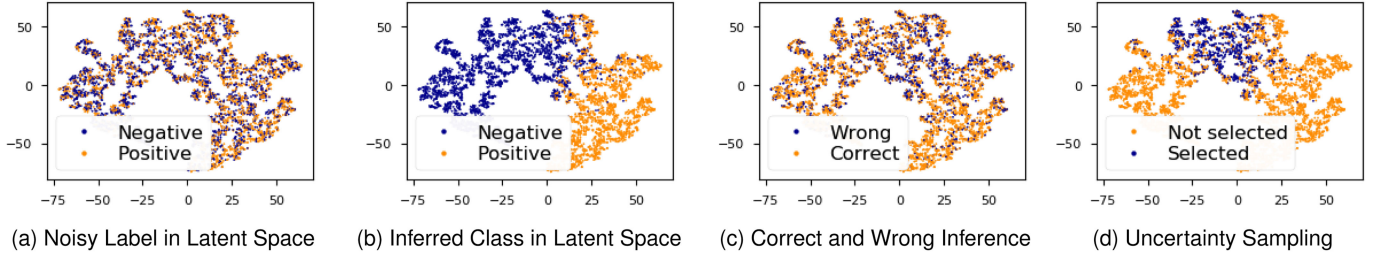 50
0
−50
Negative
Positive
−75 −50 −25 0 25 50
(a) Noisy Label in Latent Space
50
0
−50
Negative
Positive
−75 −50 −25 0 25 50
(b) Inferred Class in Latent Space
50
0
−50
Wrong
Correct
−75 −50 −25 0 25 50
(c) Correct and Wrong Inference
50
0
−50
Not selected
Selected
−75 −50 −25 0 25 50
(d) Uncertainty Sampling